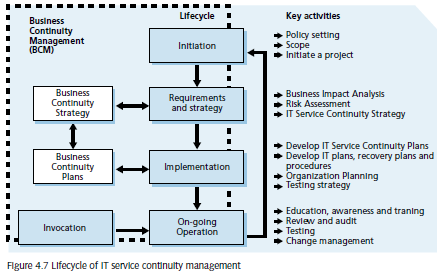 Business
Continuity
Management
(BCM)
Lifecycle
Key activities
Initiation
Policy setting
Scope
Initiate a project
Business
Continuity
Strategy
Requirements
and strategy
Business Impact Analysis
Risk Assessment
IT Service Continuity Strategy
Business
Continuity
Plans
Implementation
Develop IT Service Continuity Plans
Develop IT plans, recovery plans and
procedures
Organization Planning
Testing strategy
Invocation
On-going
Operation
Education, awareness and traning
Review and audit
Testing
Change management
Figure 4.7 Lifecycle of IT service continuity management